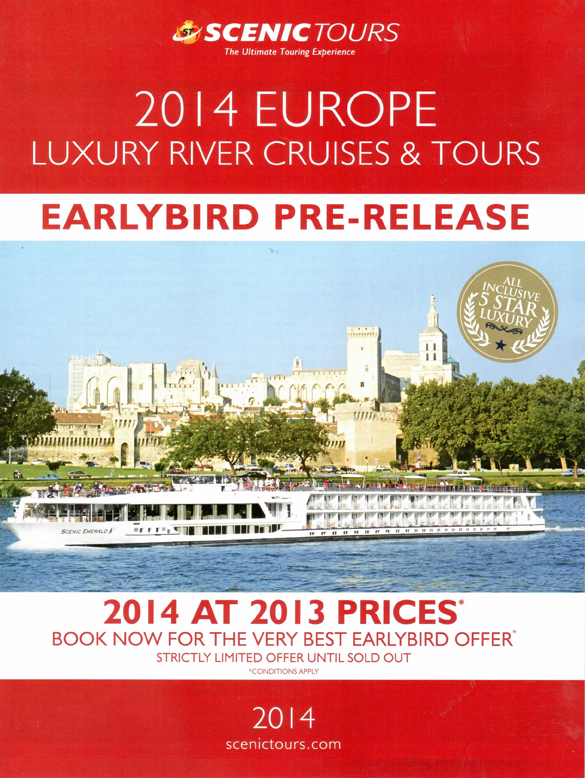 ST
SCENIC TOURS
The Ultimate Touring Experience
2014 EUROPE
LUXURY RIVER CRUISES & TOURS
EARLYBIRD PRE-RELEASE
ALL
INCLUSIVE
5 STAR
LUXURY
SCENIC EMERALD
2014 AT 2013 PRICES*
BOOK NOW FOR THE VERY BEST EARLYBIRD OFFER*
STRICTLY LIMITED OFFER UNTIL SOLD OUT
*CONDITIONS APPLY
2014
scenictours.com